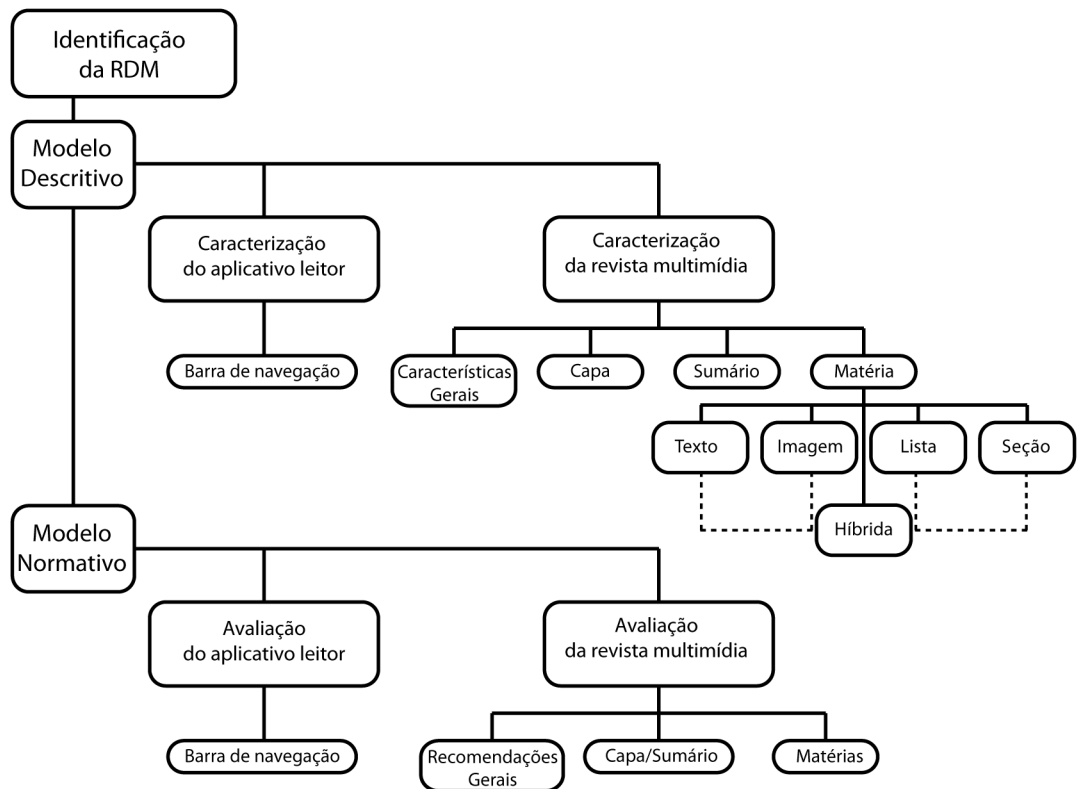 Identificação
da RDM
Modelo
Descritivo
Caracterização
do aplicativo leitor
Caracterização
da revista multimídia
Barra de navegação
Características
Gerais
Capa
Sumário
Matéria
Texto
Imagem
Lista
Seção
Híbrida
Modelo
Normativo
Avaliação
do aplicativo leitor
Avaliação
da revista multimídia
Barra de navegação
Recomendações
Gerais
Capa/Sumário
Matérias